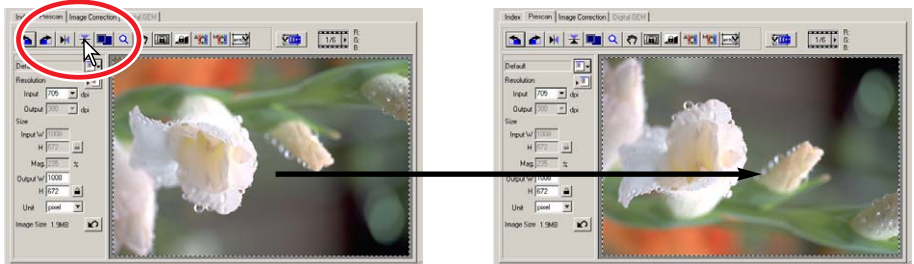 Index Prescan Image Correction Digital GEM
1/6
R:
G:
B:
Default
Resolution
Input 705 dpi
Output 300 dpi
Size
Input W 1008
H 672
Mag. 235 %
Output W 1008
H 672
Unit pixel
Image Size 1.9MB
Index Prescan Image Correction Digital GEM
1/6
R:
G:
B:
Default
Resolution
Input 705 dpi
Output 300 dpi
Size
Input W 1008
H 672
Mag. 235 %
Output W 1008
H 672
Unit pixel
Image Size 1.9MB